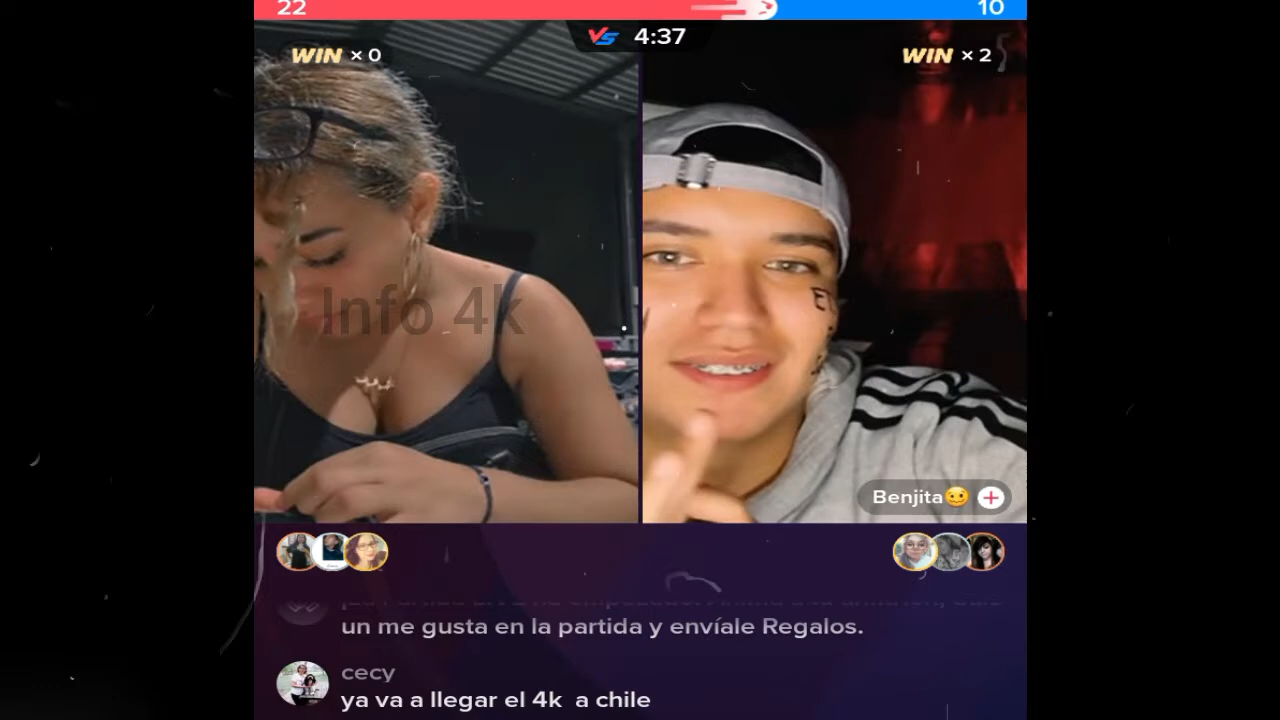 22
10
VS 4:37
WIN × 0
WIN × 2
Info 4k
Benjita
un me gusta en la partida y envíale Regalos.
cecy
ya va a llegar el 4k a chile